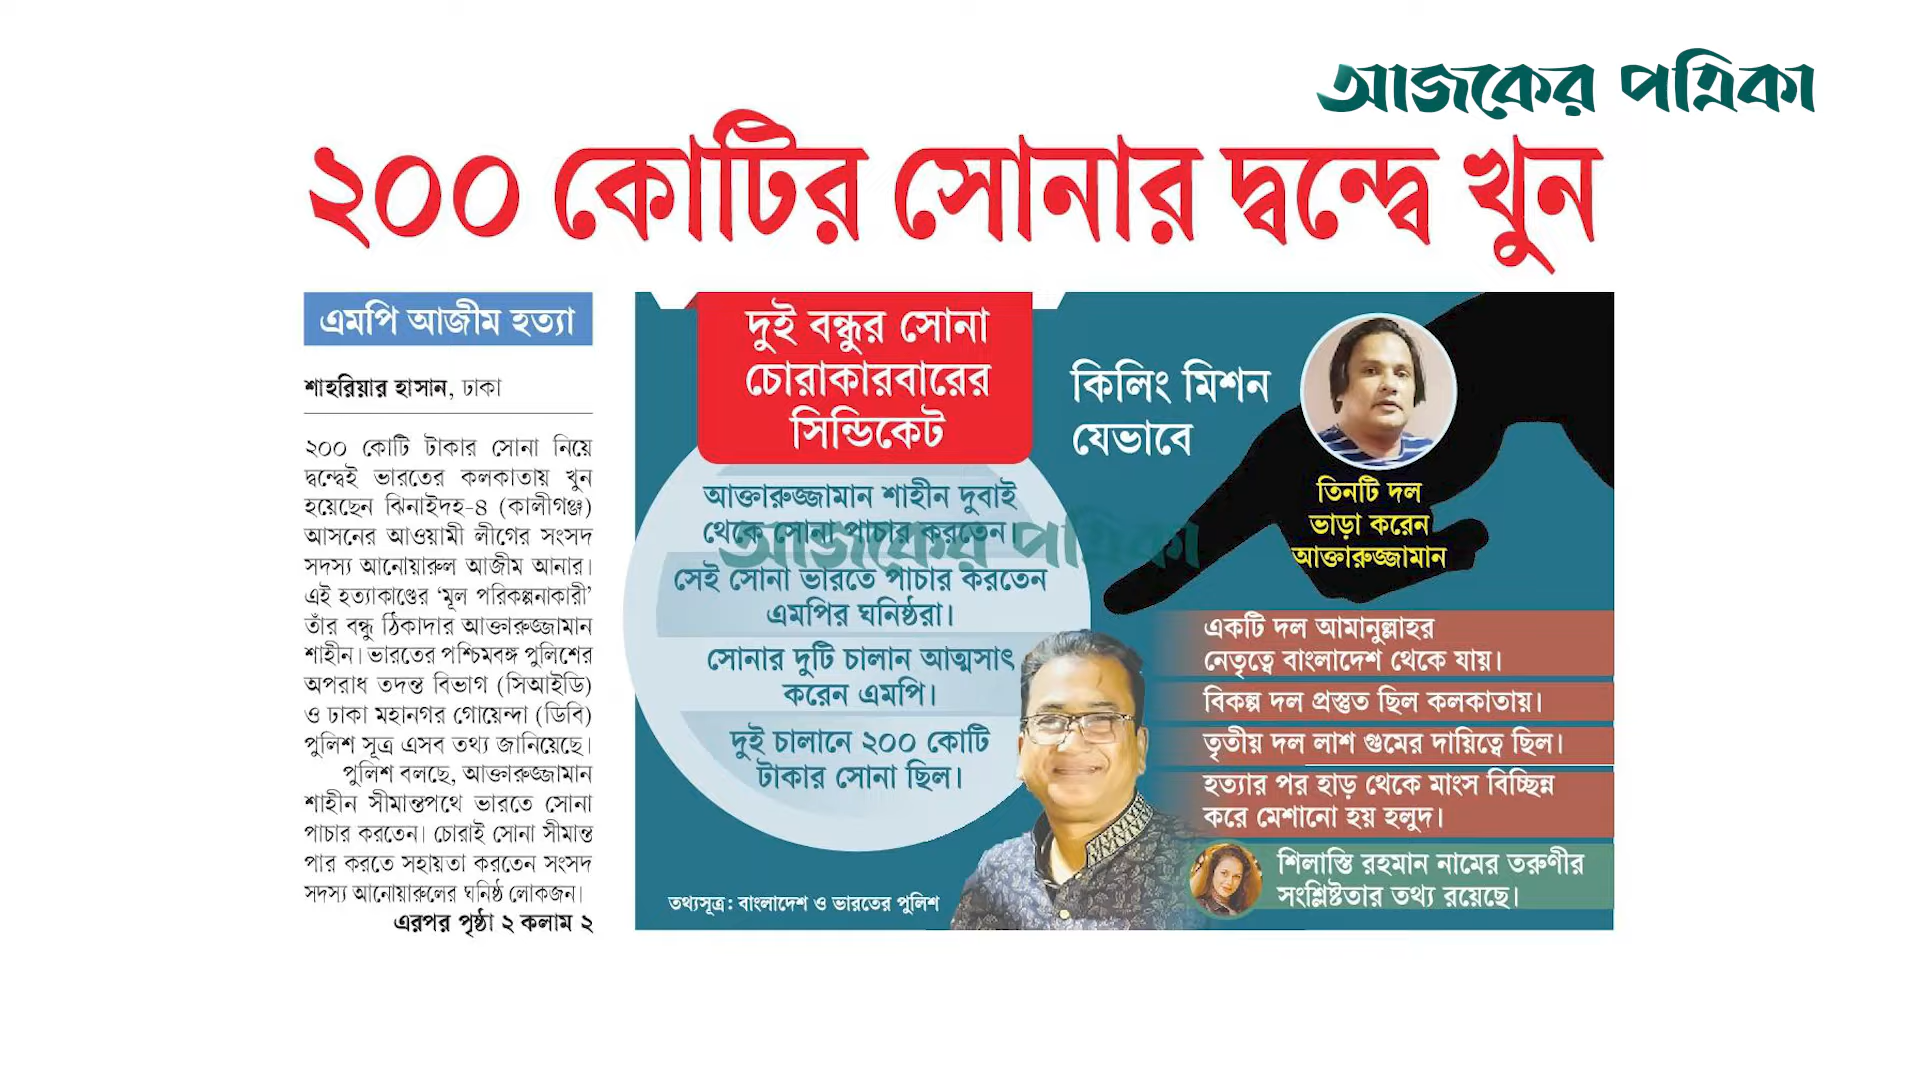 আজকের পত্রিকা
২০০ কোটির সোনার দ্বন্দ্বে খুন
এমপি আজীম হত্যা
শাহরিয়ার হাসান, ঢাকা
২০০ কোটি টাকার সোনা নিয়ে
দ্বন্দ্বেই ভারতের কলকাতায় খুন
হয়েছেন ঝিনাইদহ-৪ (কালীগঞ্জ)
আসনের আওয়ামী লীগের সংসদ
সদস্য আনোয়ারুল আজীম আনার।
এই হত্যাকাণ্ডের ‘মূল পরিকল্পনাকারী’
তাঁর বন্ধু ঠিকাদার আক্তারুজ্জামান
শাহীন। ভারতের পশ্চিমবঙ্গ পুলিশের
অপরাধ তদন্ত বিভাগ (সিআইডি)
ও ঢাকা মহানগর গোয়েন্দা (ডিবি)
পুলিশ সূত্র এসব তথ্য জানিয়েছে।
পুলিশ বলছে, আক্তারুজ্জামান
শাহীন সীমান্তপথে ভারতে সোনা
পাচার করতেন। চোরাই সোনা সীমান্ত
পার করতে সহায়তা করতেন সংসদ
সদস্য আনোয়ারুলের ঘনিষ্ঠ লোকজন।
এরপর পৃষ্ঠা ২ কলাম ২
দুই বন্ধুর সোনা
চোরাকারবারের
সিন্ডিকেট
আক্তারুজ্জামান শাহীন দুবাই
থেকে সোনা পাচার করতেন।
আজকের পত্রিকা
সেই সোনা ভারতে পাচার করতেন
এমপির ঘনিষ্ঠরা।
সোনার দুটি চালান আত্মসাৎ
করেন এমপি।
দুই চালানে ২০০ কোটি
টাকার সোনা ছিল।
তথ্যসূত্র: বাংলাদেশ ও ভারতের পুলিশ
কিলিং মিশন
যেভাবে
তিনটি দল
ভাড়া করেন
আক্তারুজ্জামান
একটি দল আমানুল্লাহর
নেতৃত্বে বাংলাদেশ থেকে যায়।
বিকল্প দল প্রস্তুত ছিল কলকাতায়।
তৃতীয় দল লাশ গুমের দায়িত্বে ছিল।
হত্যার পর হাড় থেকে মাংস বিচ্ছিন্ন
করে মেশানো হয় হলুদ।
শিলাস্তি রহমান নামের তরুণীর
সংশ্লিষ্টতার তথ্য রয়েছে।